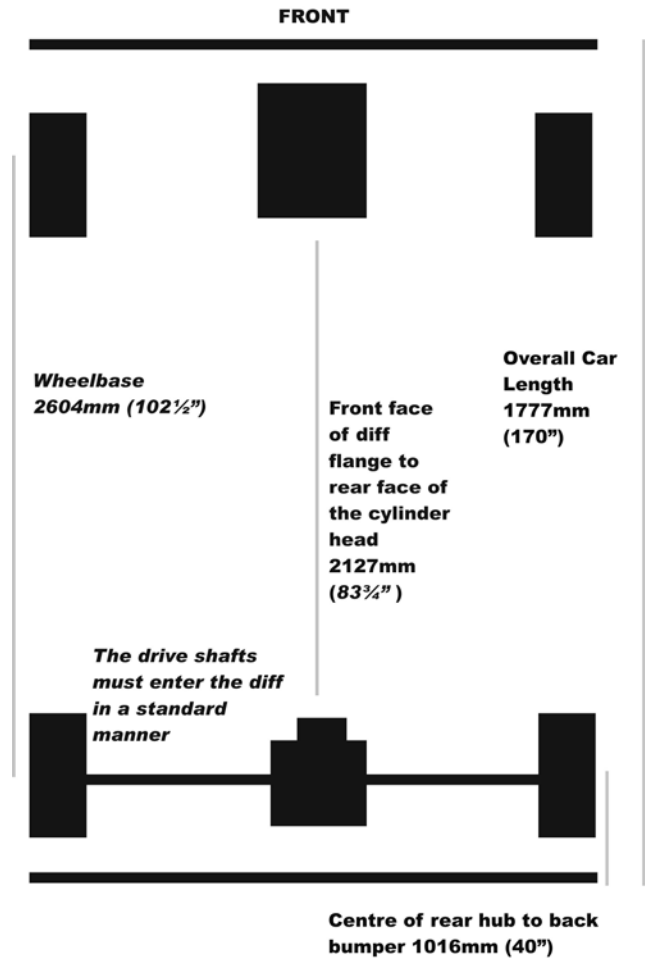 FRONT
Wheelbase
2604mm (102½”)
Overall Car
Length
1777mm
(170”)
Front face
of diff
flange to
rear face of
the cylinder
head
2127mm
(83¾” )
The drive shafts
must enter the diff
in a standard
manner
Centre of rear hub to back
bumper 1016mm (40”)